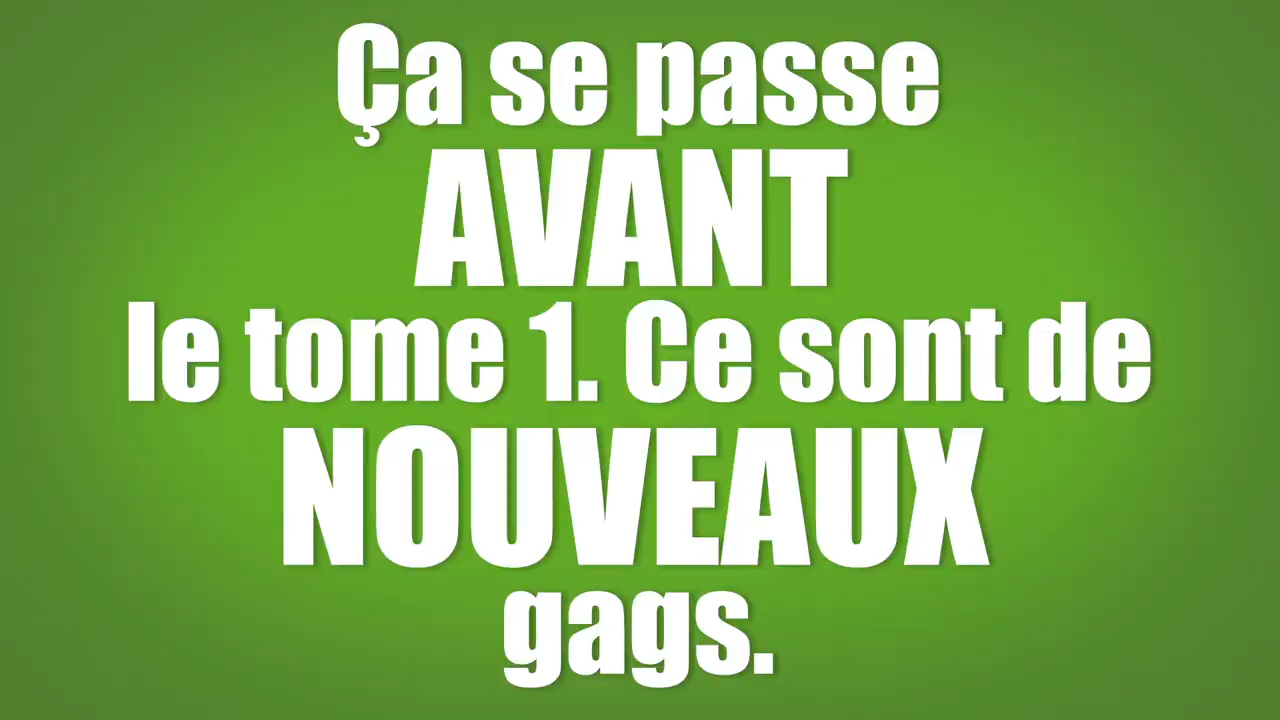 Ça se passe
AVANT
le tome 1. Ce sont de
NOUVEAUX
gags.